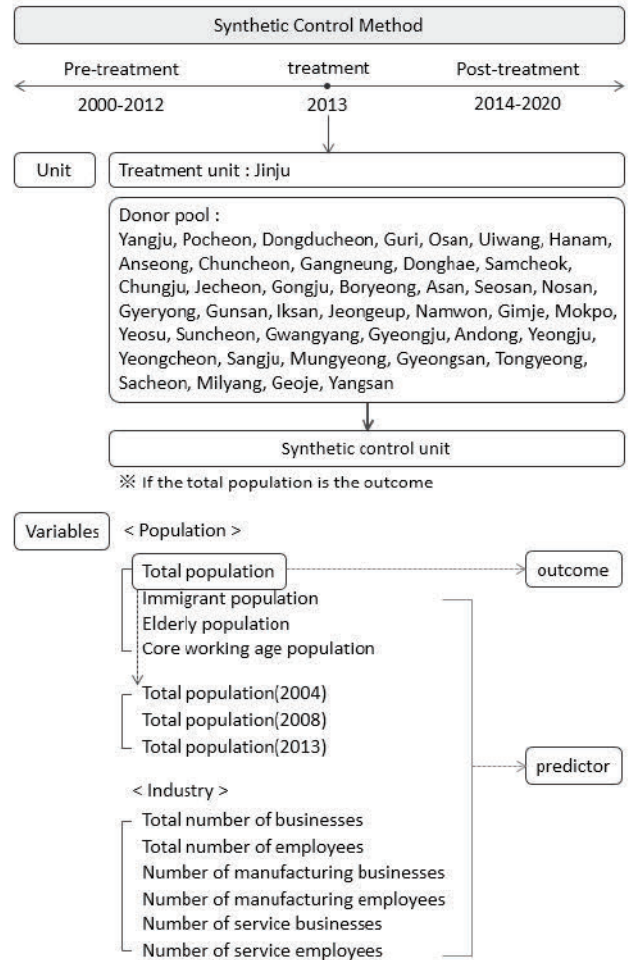 Synthetic Control Method
Pre-treatment treatment Post-treatment
2000-2012 2013 2014-2020
Unit Treatment unit : Jinju
Donor pool :
Yangju, Pocheon, Dongducheon, Guri, Osan, Uiwang, Hanam,
Anseong, Chuncheon, Gangneung, Donghae, Samcheok,
Chungju, Jecheon, Gongju, Boryeong, Asan, Seosan, Nosan,
Gyeryong, Gunsan, Iksan, Jeongeup, Namwon, Gimje, Mokpo,
Yeosu, Suncheon, Gwangyang, Gyeongju, Andong, Yeongju,
Yeongcheon, Sangju, Mungyeong, Gyeongsan, Tongyeong,
Sacheon, Milyang, Geoje, Yangsan
Synthetic control unit
※ If the total population is the outcome
Variables < Population >
Total population outcome
Immigrant population
Elderly population
Core working age population
Total population(2004)
Total population(2008)
Total population(2013)
predictor
< Industry >
Total number of businesses
Total number of employees
Number of manufacturing businesses
Number of manufacturing employees
Number of service businesses
Number of service employees